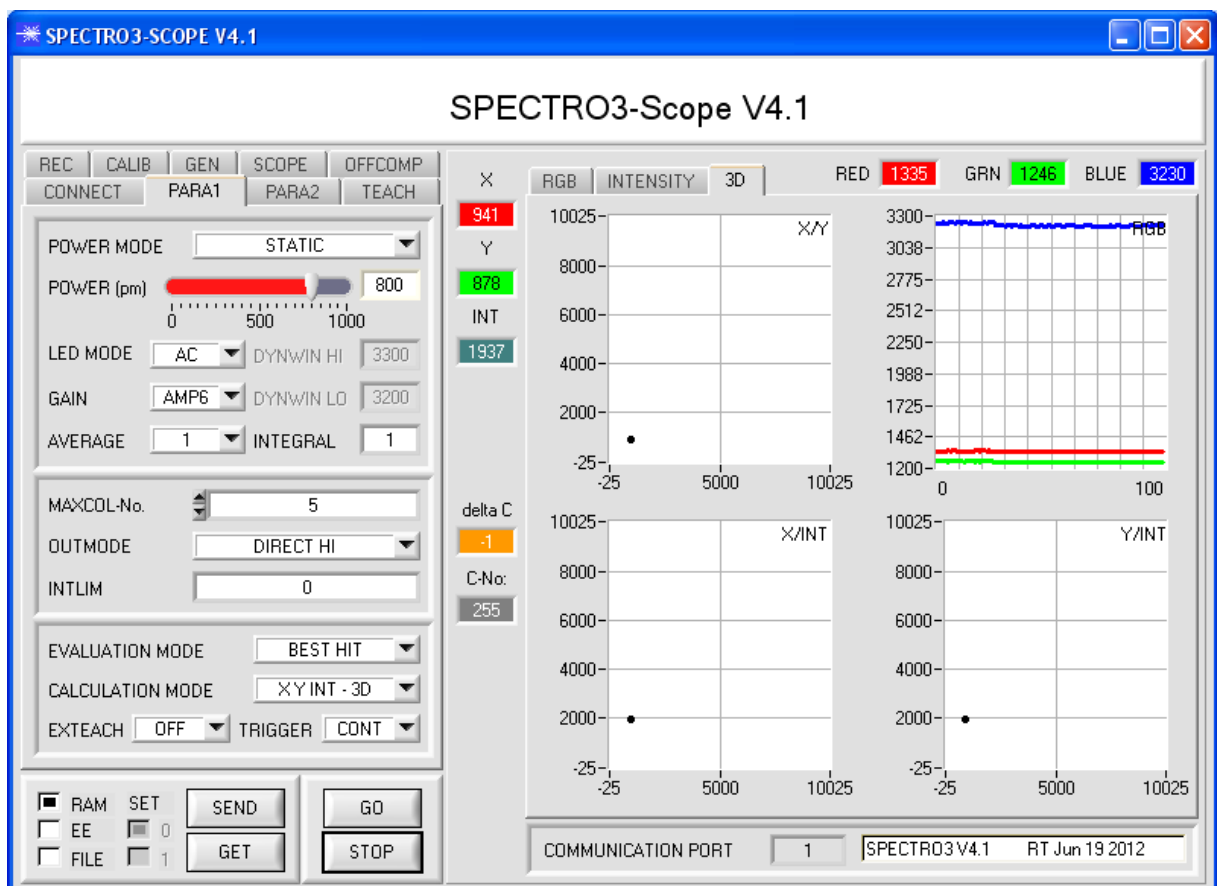 SPECTRO3-SCOPE V4.1
SPECTRO3-Scope V4.1
REC CALIB GEN SCOPE OFFCOMP
CONNECT PARA1 PARA2 TEACH
POWER MODE STATIC
POWER (pm) 800
0 500 1000
LED MODE AC DYNWIN HI 3300
GAIN AMP6 DYNWIN LO 3200
AVERAGE 1 INTEGRAL 1
MAXCOL-No. 5
OUTMODE DIRECT HI
INTLIM 0
EVALUATION MODE BEST HIT
CALCULATION MODE X Y INT - 3D
EXTEACH OFF TRIGGER CONT
RAM SET SEND GO
EE 0
FILE 1 GET STOP
X
941
Y
878
INT
1937
delta C
-1
C-No:
255
RGB INTENSITY 3D
RED 1335 GRN 1246 BLUE 3230
X/Y
10025
8000
6000
4000
2000
-25
-25 5000 10025
RGB
3300
3038
2775
2512
2250
1988
1725
1462
1200
0 100
X/INT
10025
8000
6000
4000
2000
-25
-25 5000 10025
Y/INT
10025
8000
6000
4000
2000
-25
-25 5000 10025
COMMUNICATION PORT 1 SPECTRO3 V4.1 RT Jun 19 2012